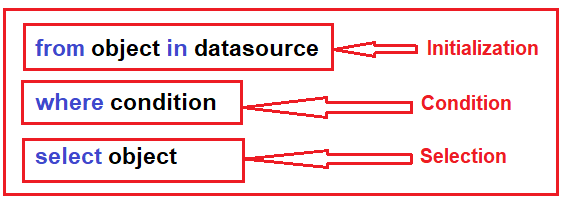 from object in datasource Initialization
where condition Condition
select object Selection